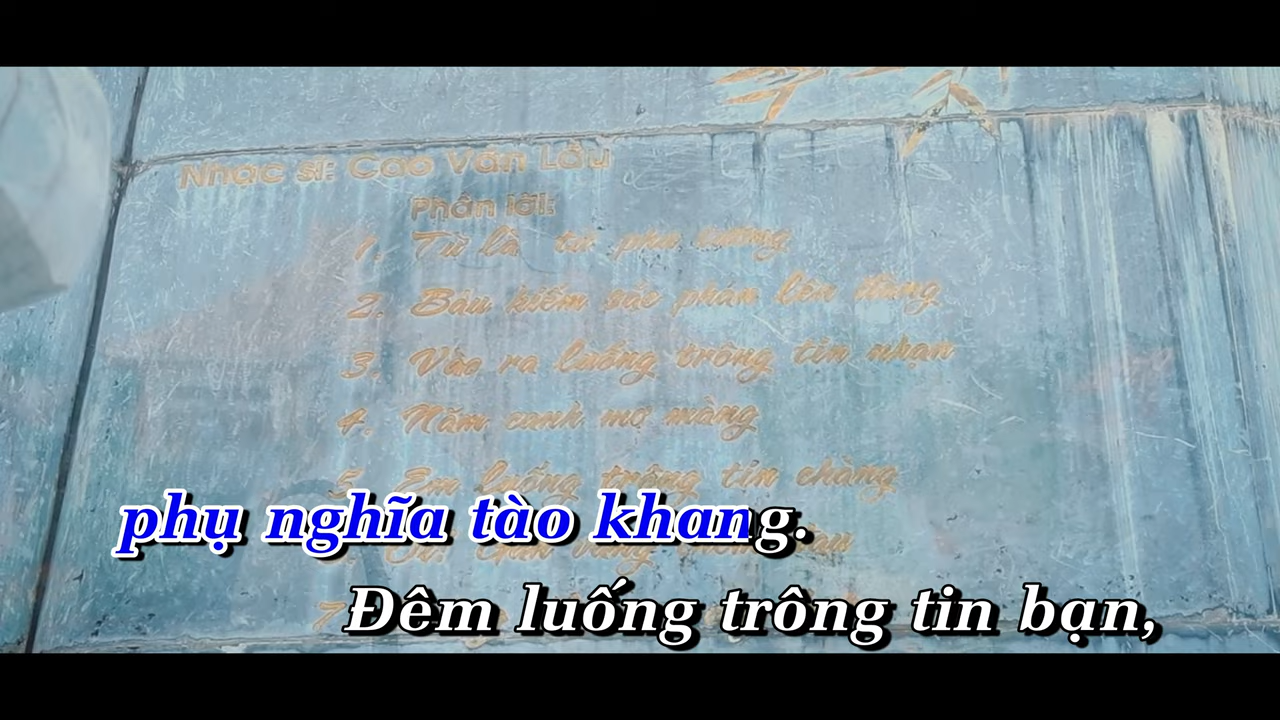 Nhạc sĩ: Cao Văn Lầu
Phần lời:
1. Từ là từ phu tướng
2. Báu kiếm sắc phán lên đàng
3. Vào ra luống trông tin nhạn
4. Năm canh mơ màng
5. Em luống trông tin chàng
phụ nghĩa tào khang.
7
Đêm luống trông tin bạn,